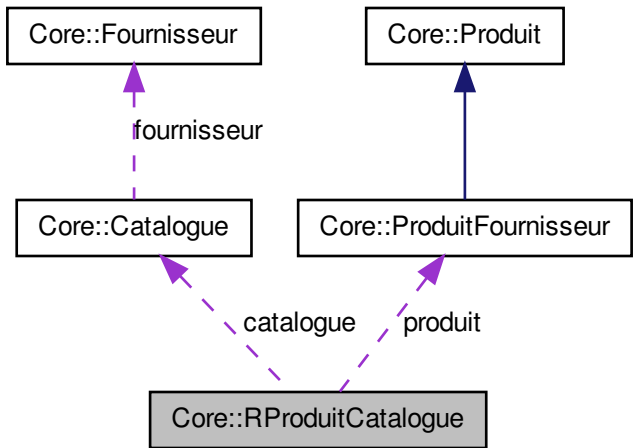 Core::Fournisseur
Core::Produit
fournisseur
Core::Catalogue
Core::ProduitFournisseur
catalogue
produit
Core::RProduitCatalogue